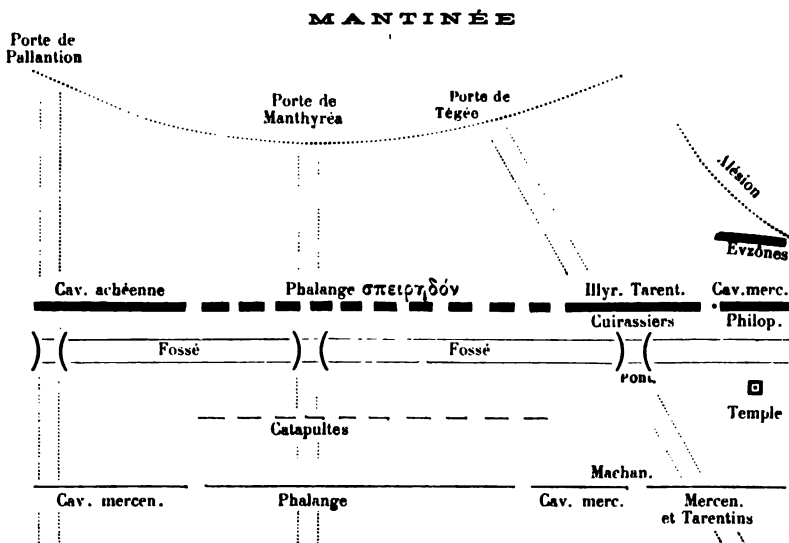 MANTINÉE
Porte de
Pallantion
Porte de
Manthyréa
Porte de
Tégée
Alésion
Evzônes
Cav. achéenne
Phalange σπειρηδόν
Illyr. Tarent.
Cav. merc.
Cuirassiers
Philop.
Fossé
Fossé
Pont.
Temple
Catapultes
Machan.
Cav. mercen.
Phalange
Cav. merc.
Mercen.
et Tarentins